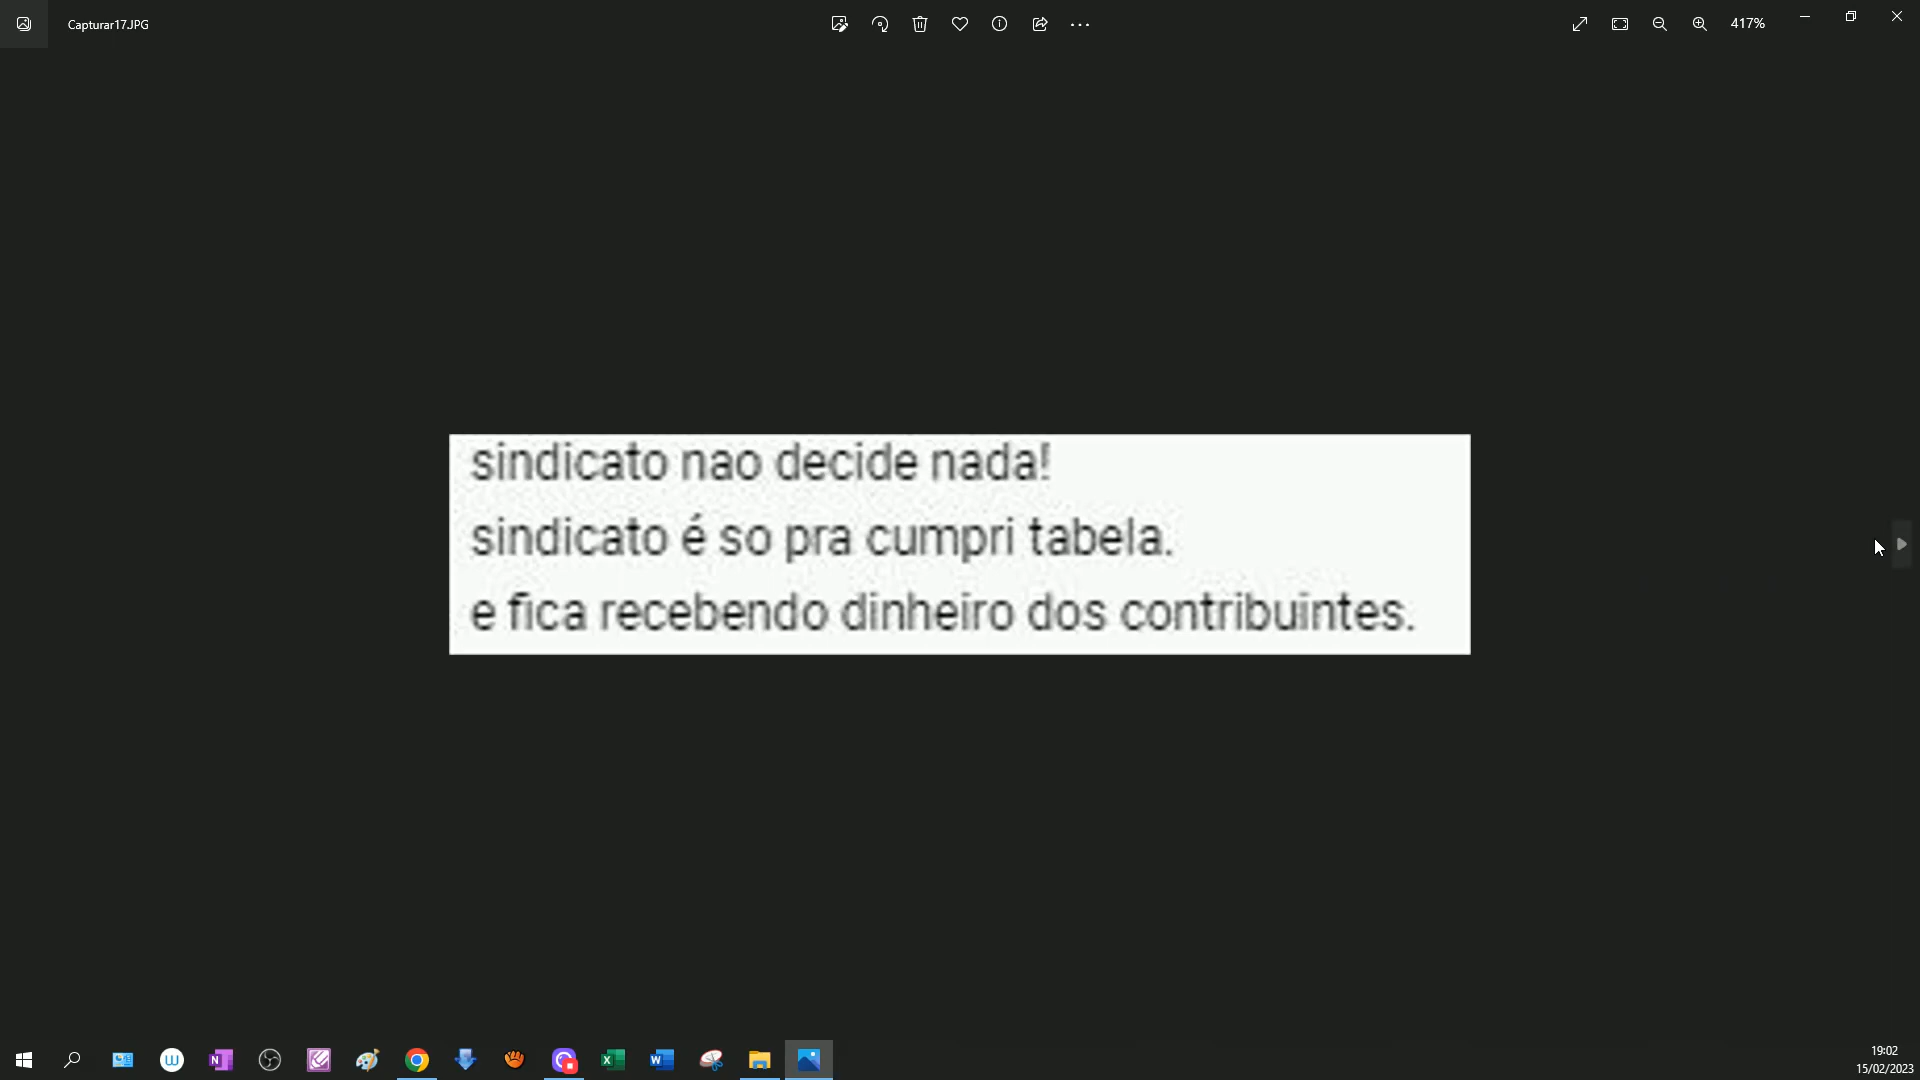 Capturar17.JPG
417%
sindicato nao decide nada!
sindicato é so pra cumpri tabela.
e fica recebendo dinheiro dos contribuintes.
19:02
15/02/2023